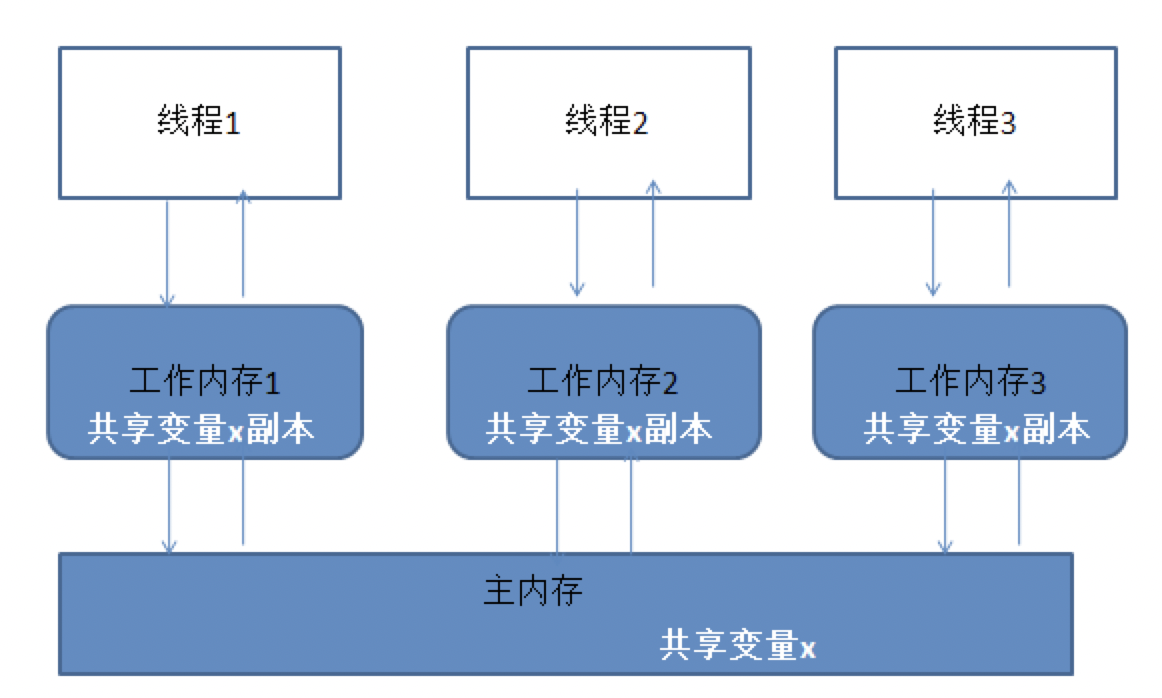 线程1
线程2
线程3
工作内存1
共享变量x副本
工作内存2
共享变量x副本
工作内存3
共享变量x副本
主内存
共享变量x